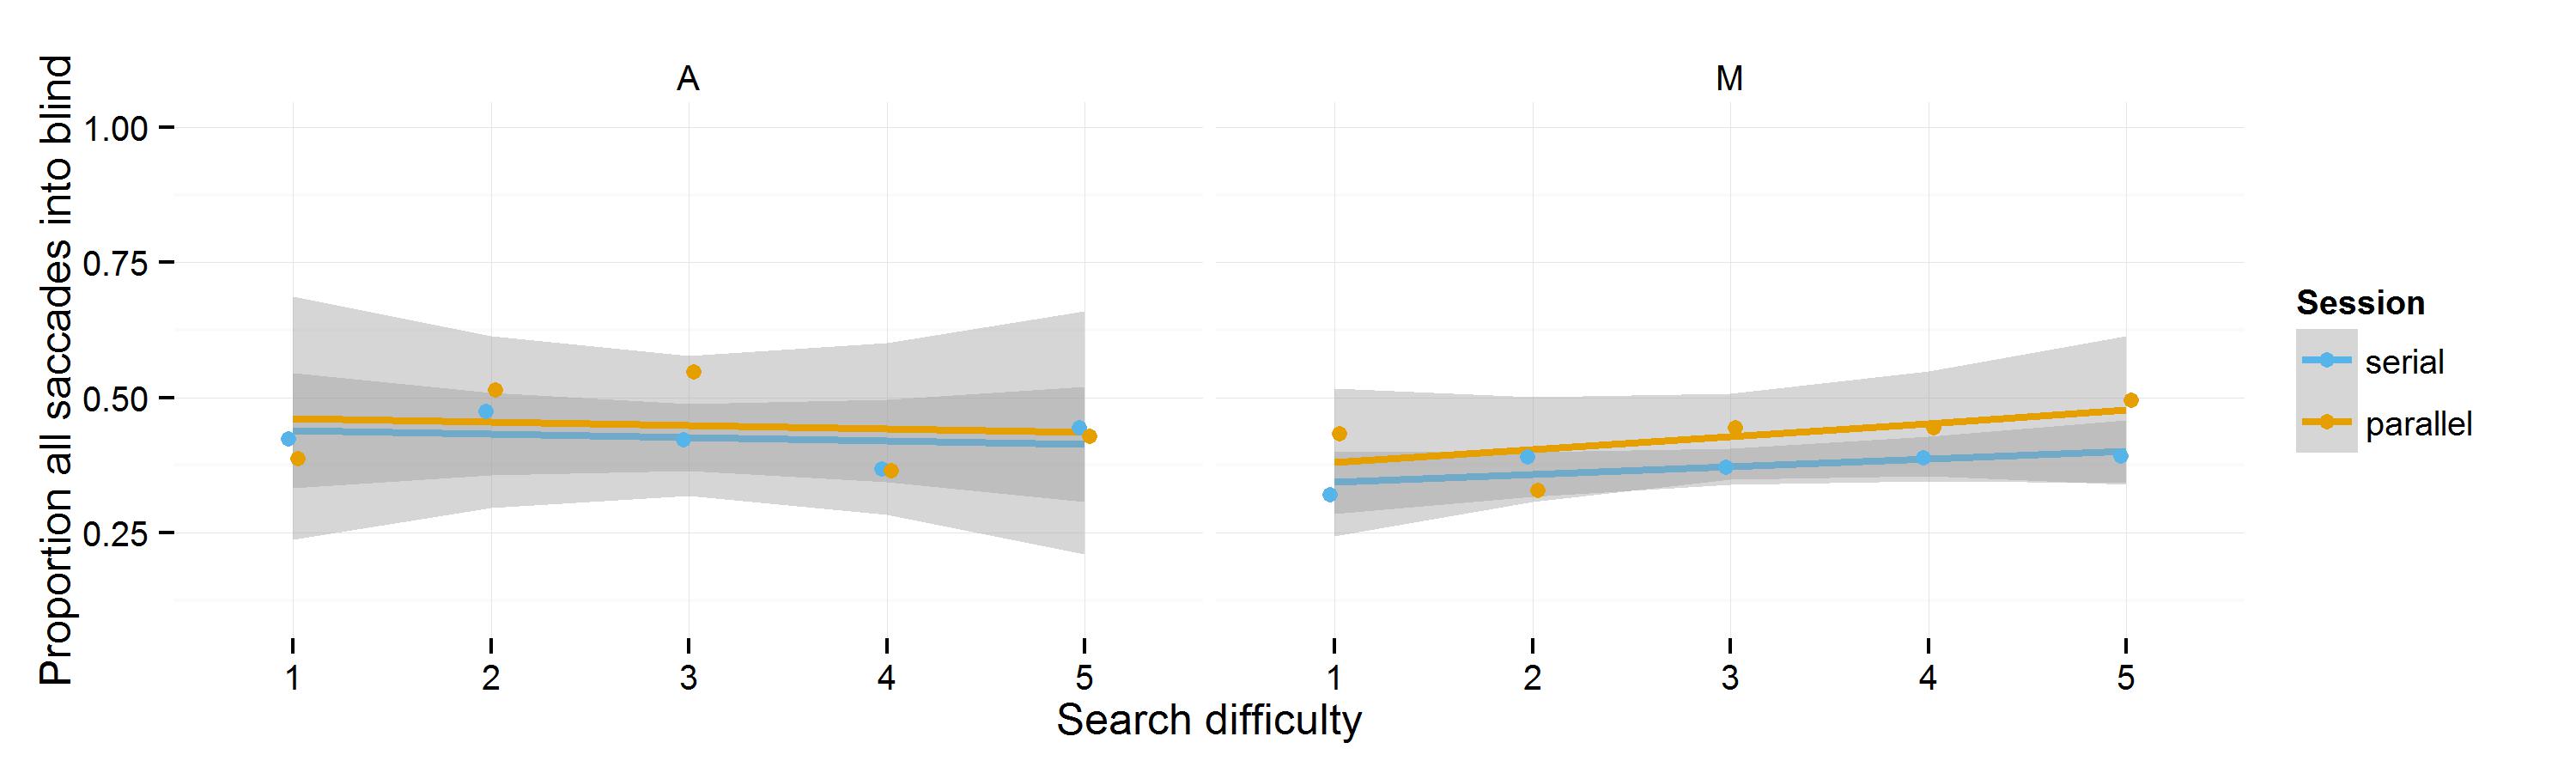 A
M
Proportion all saccades into blind
1.00
0.75
0.50
0.25
1 2 3 4 5
1 2 3 4 5
Search difficulty
Session
serial
parallel